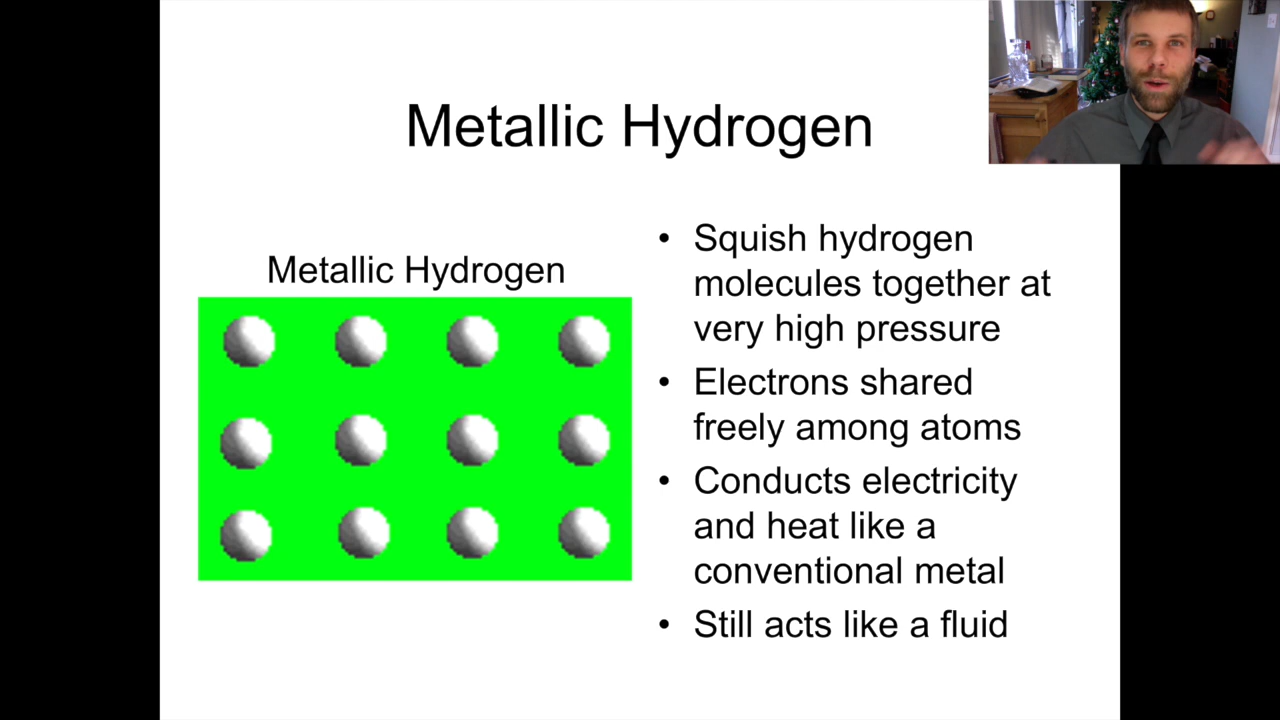 Metallic Hydrogen
Metallic Hydrogen
• Squish hydrogen
molecules together at
very high pressure
• Electrons shared
freely among atoms
• Conducts electricity
and heat like a
conventional metal
• Still acts like a fluid